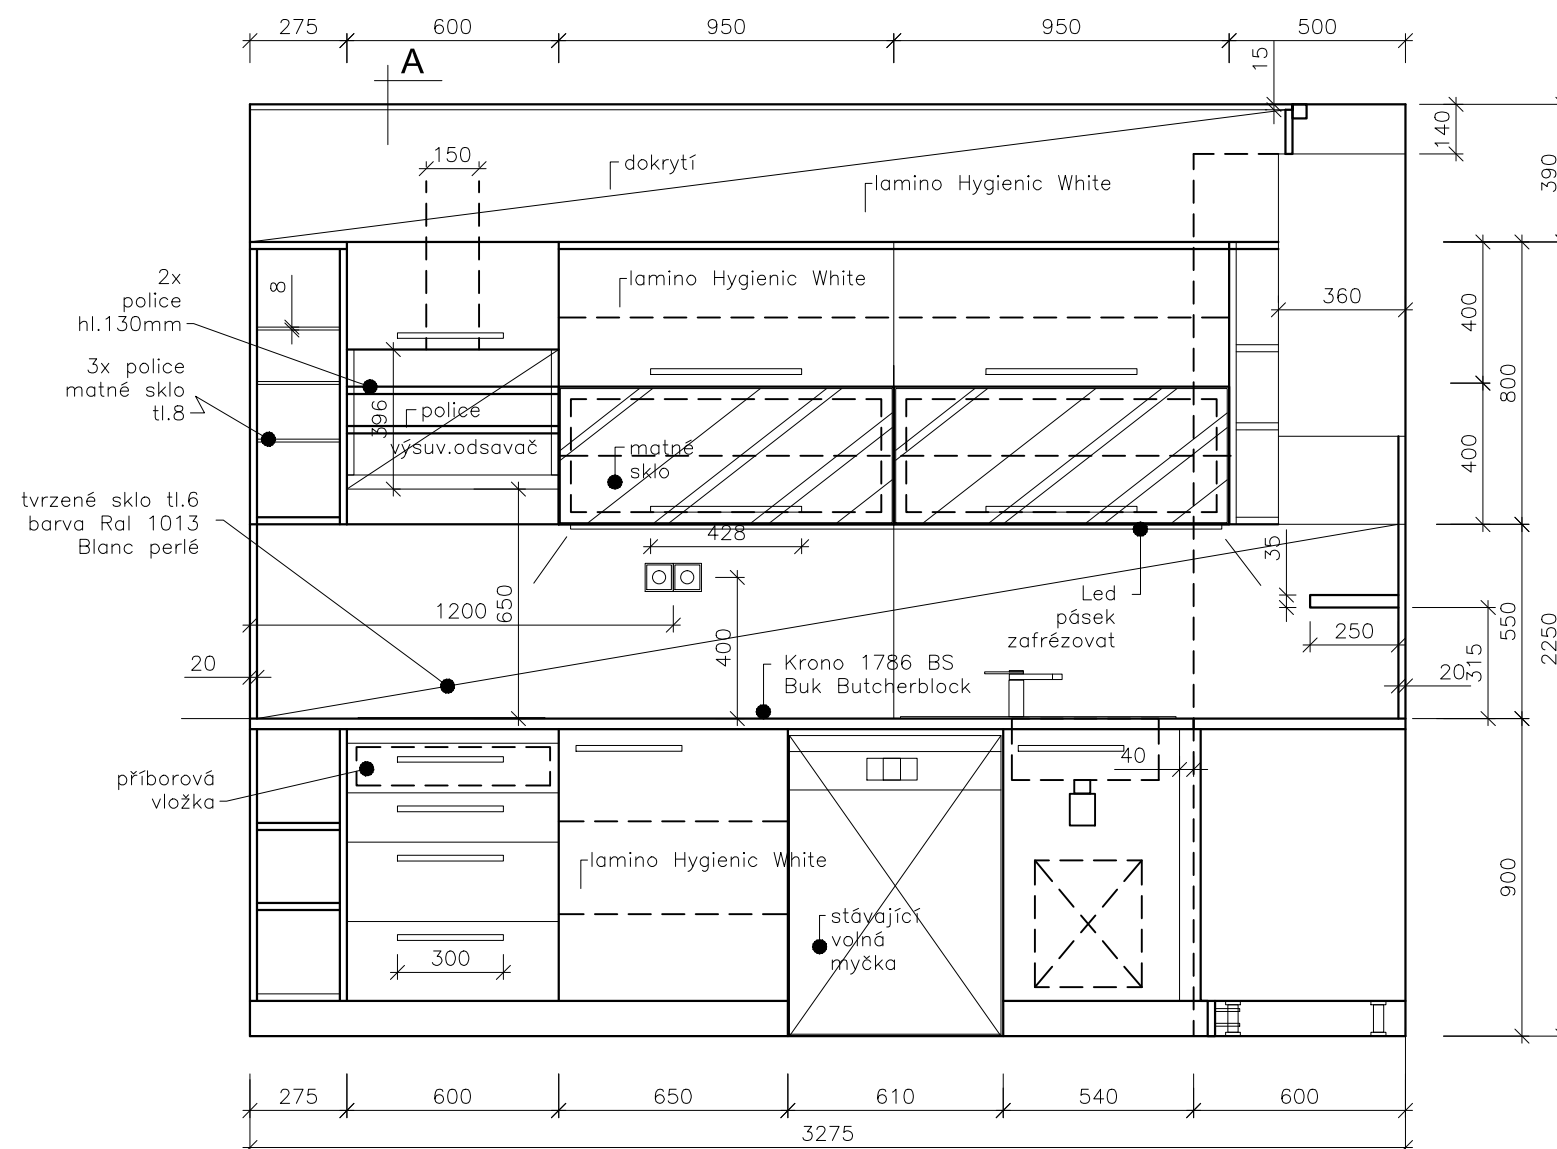 275 600 950 950 500
A
15
140
390
150
dokrytí
lamino Hygienic White
2x
police
hl.130mm
8
lamino Hygienic White
360
400
800
3x police
matné sklo
tl.8
396
police
výsuv.odsavač
matné
sklo
400
tvrzené sklo tl.6
barva Ral 1013
Blanc perlé
428
35
Led
pásek
zafrézovat
650
1200
400
250
315
550
2250
20
Krono 1786 BS
Buk Butcherblock
20
40
příborová
vložka
lamino Hygienic White
900
stávající
volná
myčka
300
275 600 650 610 540 600
3275